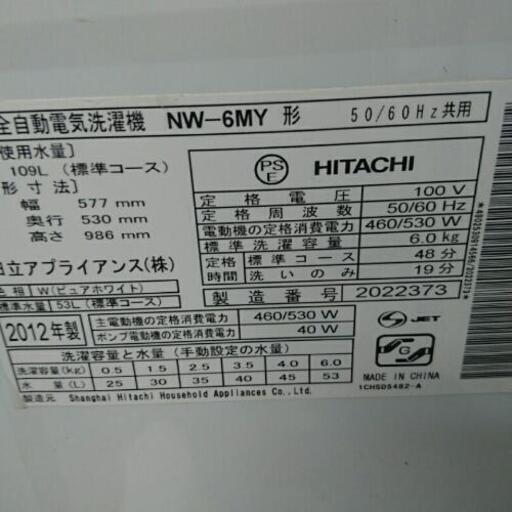 全自動電気洗濯機 NW-6MY 形 50/60Hz共用
使用水量)
109L (標準コース)
形寸法)
幅 577 mm
奥行 530 mm
高さ 986 mm
日立アプライアンス(株)
色相 W(ピュアホワイト)
標準水量 53L (標準コース)
2012年製
PSE HITACHI
定格電圧 100 V
定格周波数 50/60 Hz
電動機の定格消費電力 460/530 W
標準洗濯容量 6.0 kg
定格時間 標準コース 48分
洗いのみ 19分
製造番号 2022373
主電動機の定格消費電力 460/530 W
ポンプ電動機の定格消費電力 40 W
S JET
洗濯容量と水量 (手動設定の水量)
洗濯容量(kg) 0.5 1.5 2.5 3.5 4.0 6.0
水量(L) 25 30 35 40 45 53
G
MADE IN CHINA
1CHSD5482-A
製造元 Shanghai Hitachi Household Appliances Co.,Ltd.